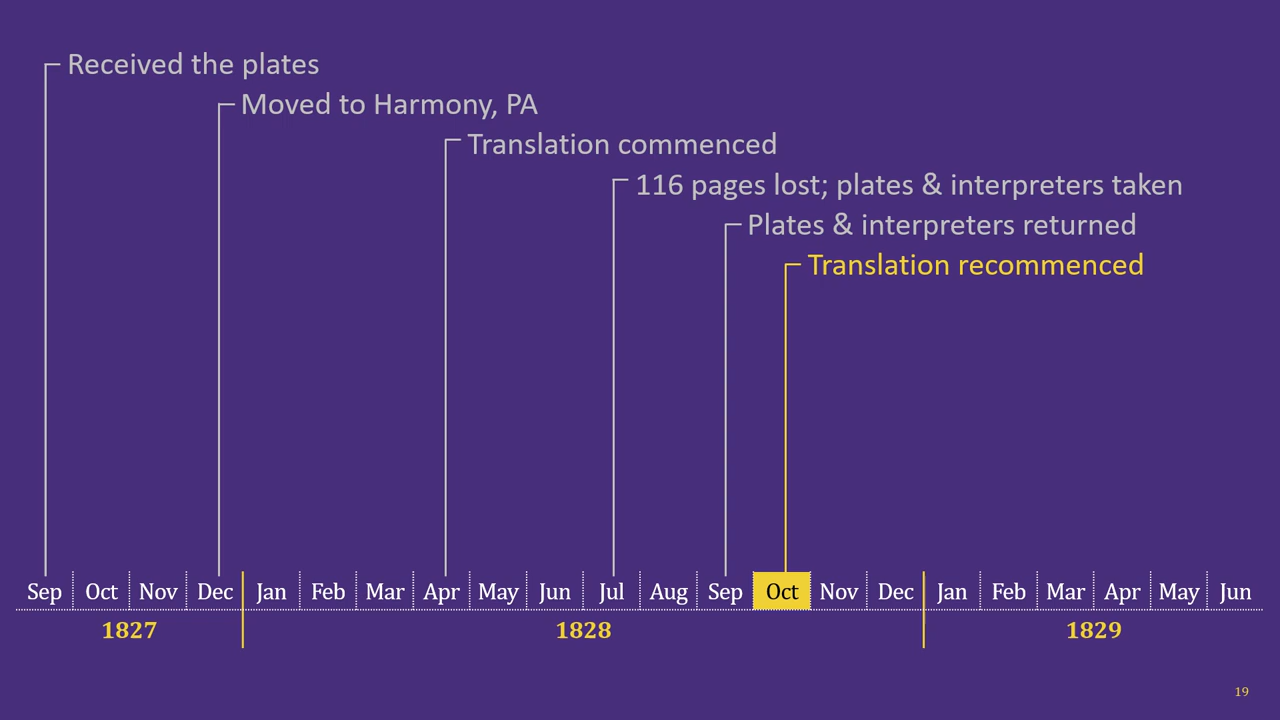 Received the plates
Moved to Harmony, PA
Translation commenced
116 pages lost; plates & interpreters taken
Plates & interpreters returned
Translation recommenced
Sep Oct Nov Dec Jan Feb Mar Apr May Jun Jul Aug Sep Oct Nov Dec Jan Feb Mar Apr May Jun
1827 1828 1829
19